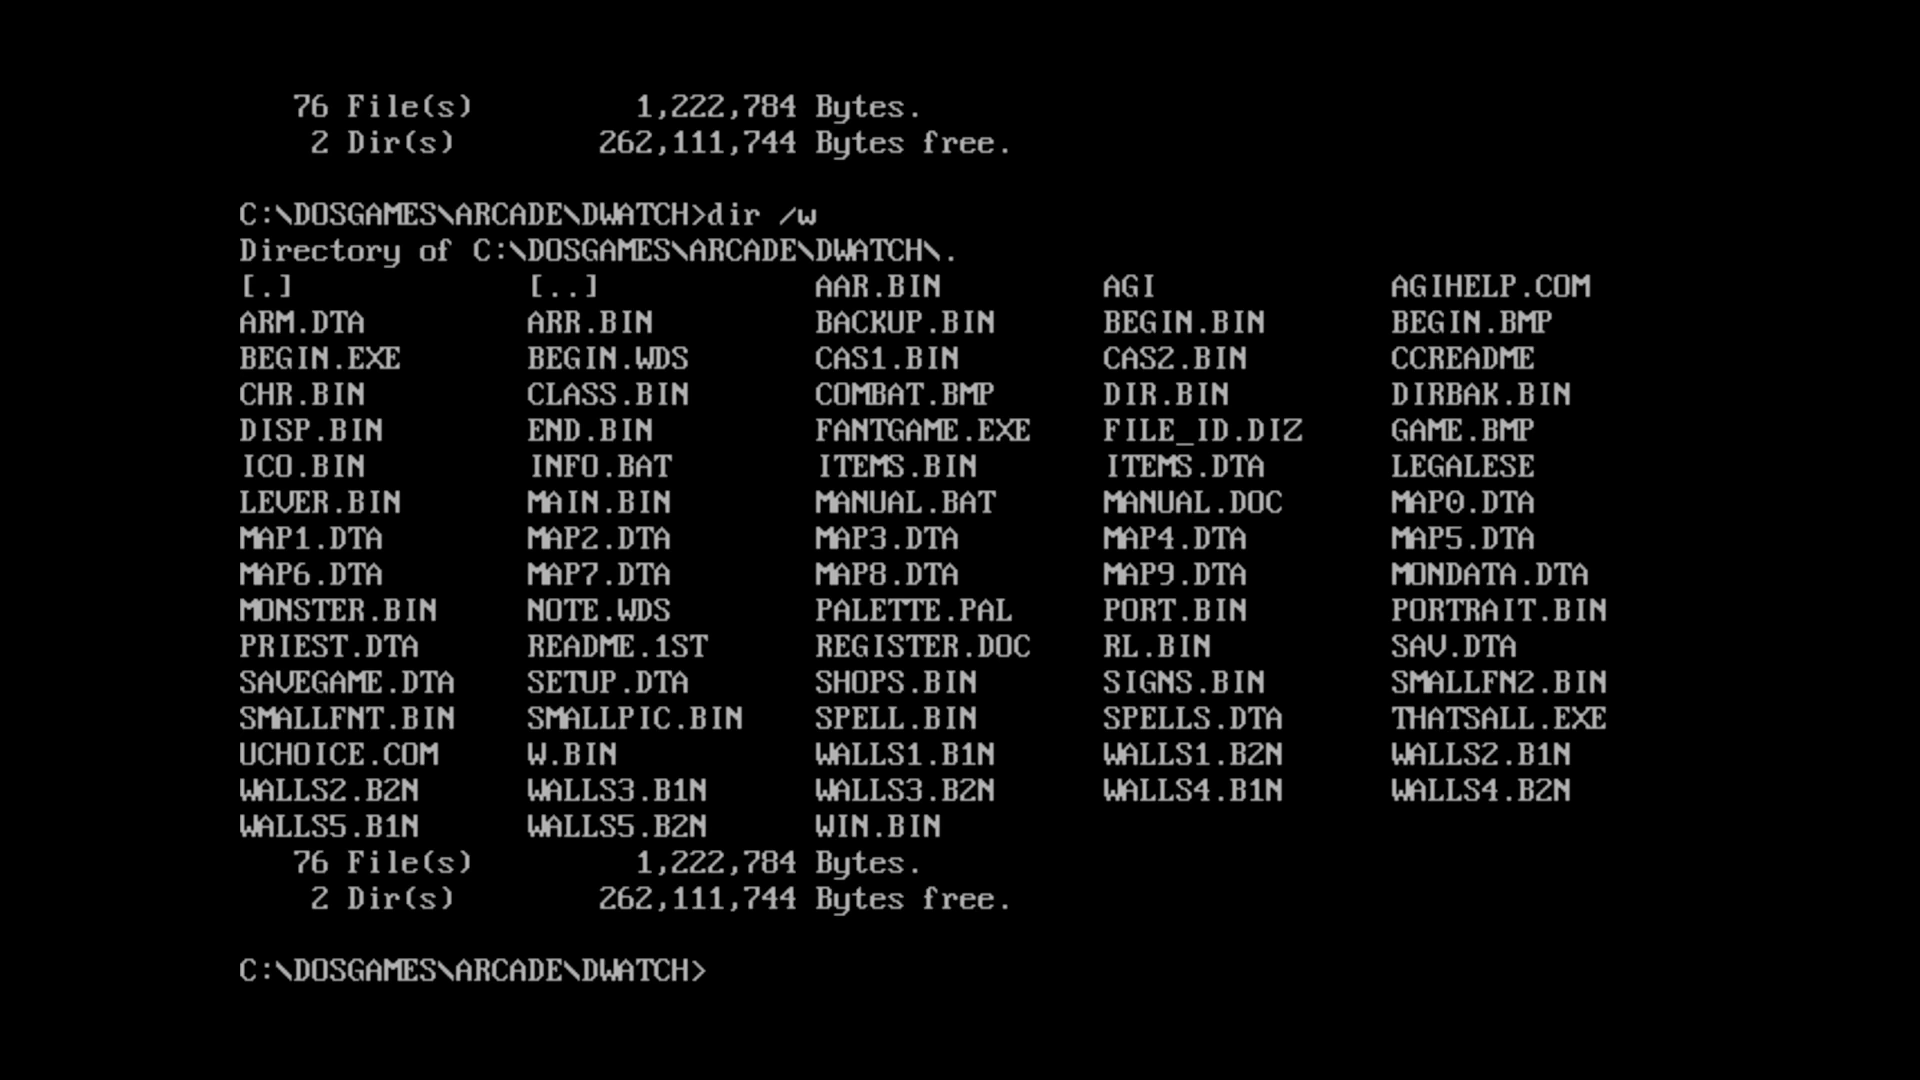 76 File(s) 1,222,784 Bytes.
2 Dir(s) 262,111,744 Bytes free.
C:\DOSGAMES\ARCADE\DWATCH>dir /w
Directory of C:\DOSGAMES\ARCADE\DWATCH\.
[.] [..] AAR.BIN AGI AGIHELP.COM
ARM.DTA ARR.BIN BACKUP.BIN BEGIN.BIN BEGIN.BMP
BEGIN.EXE BEGIN.WDS CAS1.BIN CAS2.BIN CCREADME
CHR.BIN CLASS.BIN COMBAT.BMP DIR.BIN DIRBAK.BIN
DISP.BIN END.BIN FANTGAME.EXE FILE_ID.DIZ GAME.BMP
ICO.BIN INFO.BAT ITEMS.BIN ITEMS.DTA LEGALESE
LEVER.BIN MAIN.BIN MANUAL.BAT MANUAL.DOC MAP0.DTA
MAP1.DTA MAP2.DTA MAP3.DTA MAP4.DTA MAP5.DTA
MAP6.DTA MAP7.DTA MAP8.DTA MAP9.DTA MONDATA.DTA
MONSTER.BIN NOTE.WDS PALETTE.PAL PORT.BIN PORTRAIT.BIN
PRIEST.DTA README.1ST REGISTER.DOC RL.BIN SAV.DTA
SAVEGAME.DTA SETUP.DTA SHOPS.BIN SIGNS.BIN SMALLFN2.BIN
SMALLFNT.BIN SMALLPIC.BIN SPELL.BIN SPELLS.DTA THATSALL.EXE
UCHOICE.COM W.BIN WALLS1.B1N WALLS1.B2N WALLS2.B1N
WALLS2.B2N WALLS3.B1N WALLS3.B2N WALLS4.B1N WALLS4.B2N
WALLS5.B1N WALLS5.B2N WIN.BIN
76 File(s) 1,222,784 Bytes.
2 Dir(s) 262,111,744 Bytes free.
C:\DOSGAMES\ARCADE\DWATCH>